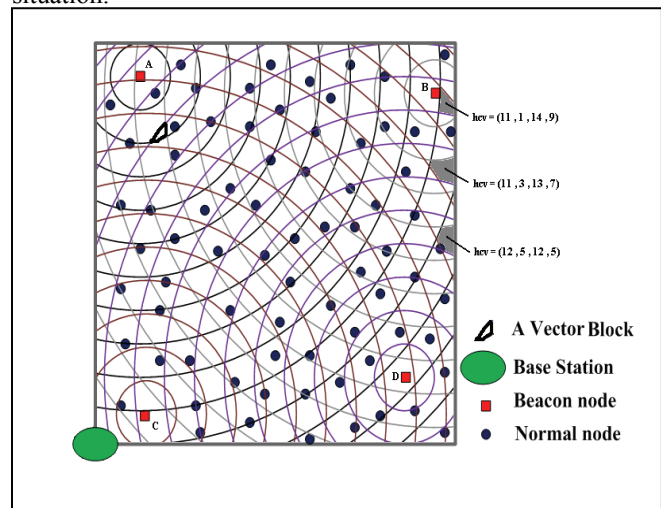 situation.
A
B
hcv = (11 , 1 , 14 , 9)
hcv = (11 , 3 , 13 , 7)
hcv = (12 , 5 , 12 , 5)
A Vector Block
Base Station
D
Beacon node
C
Normal node